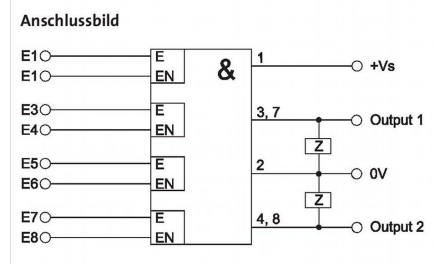 Anschlussbild
E1 E 1 +Vs
E1 EN &
E3 E 3, 7 Output 1
E4 EN Z
E5 E 2 0V
E6 EN Z
E7 E 4, 8 Output 2
E8 EN